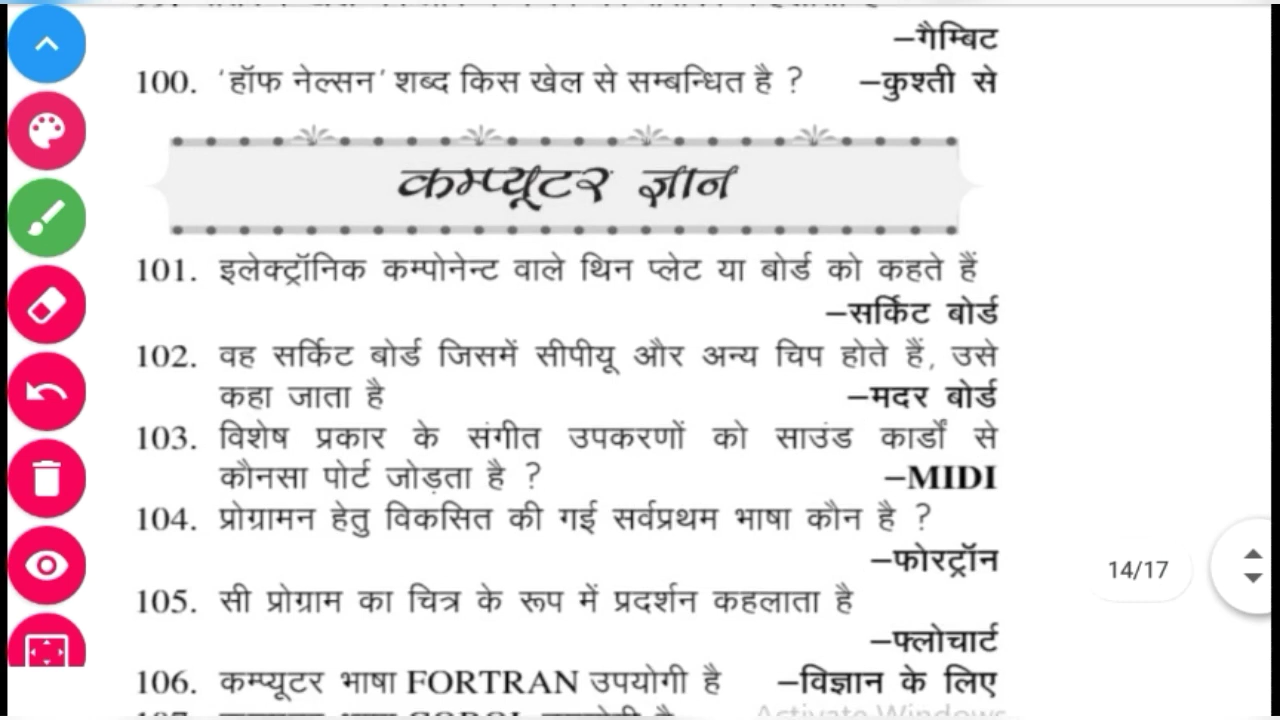 –गैम्बिट
100. 'हॉफ नेल्सन' शब्द किस खेल से सम्बन्धित है ? –कुश्ती से
कम्प्यूटर ज्ञान
101. इलेक्ट्रॉनिक कम्पोनेन्ट वाले थिन प्लेट या बोर्ड को कहते हैं
–सर्किट बोर्ड
102. वह सर्किट बोर्ड जिसमें सीपीयू और अन्य चिप होते हैं, उसे
कहा जाता है –मदर बोर्ड
103. विशेष प्रकार के संगीत उपकरणों को साउंड कार्डों से
कौनसा पोर्ट जोड़ता है ? –MIDI
104. प्रोग्रामन हेतु विकसित की गई सर्वप्रथम भाषा कौन है ?
–फोरट्रॉन
14/17
105. सी प्रोग्राम का चित्र के रूप में प्रदर्शन कहलाता है
–फ्लोचार्ट
106. कम्प्यूटर भाषा FORTRAN उपयोगी है –विज्ञान के लिए